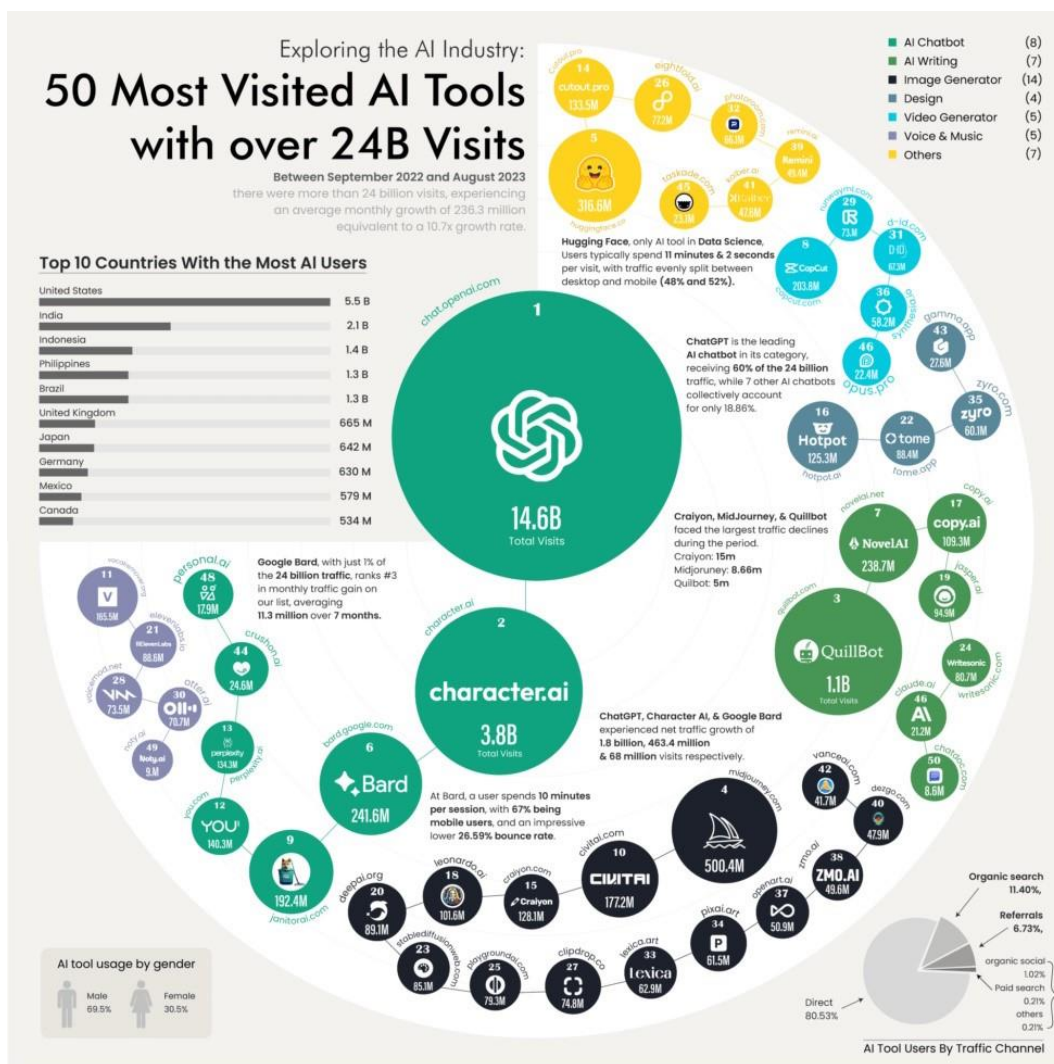 Exploring the AI Industry:
50 Most Visited AI Tools
with over 24B Visits
Between September 2022 and August 2023
there were more than 24 billion visits, experiencing
an average monthly growth of 236.3 million
equivalent to a 10.7x growth rate.
AI Chatbot (8)
AI Writing (7)
Image Generator (14)
Design (4)
Video Generator (5)
Voice & Music (5)
Others (7)
Top 10 Countries With the Most AI Users
United States
5.5 B
India
2.1 B
Indonesia
1.4 B
Philippines
1.3 B
Brazil
1.3 B
United Kingdom
665 M
Japan
642 M
Germany
630 M
Mexico
579 M
Canada
534 M
cutout.pro
14
cutout.pro
133.5M
eightfold.ai
26
77.2M
photoroom.com
32
66.1M
remini.ai
39
Remini
49.4M
kaiber.ai
41
47.6M
taskade.com
45
23.1M
5
316.6M
huggingface.co
Hugging Face, only AI tool in Data Science,
Users typically spend 11 minutes & 2 seconds
per visit, with traffic evenly split between
desktop and mobile (48% and 52%).
runwayml.com
29
73.M
d-id.com
31
D-ID
67.3M
8
CapCut
203.8M
capcut.com
36
58.2M
synthesia
46
22.4M
opus.pro
chat.openai.com
1
14.6B
Total Visits
ChatGPT is the leading
AI chatbot in its category,
receiving 60% of the 24 billion
traffic, while 7 other AI chatbots
collectively account
for only 18.86%.
gamma.app
43
27.6M
zyro.com
35
zyro
60.1M
22
tome
88.4M
tome.app
16
Hotpot
125.3M
hotpot.ai
Craiyon, MidJourney, & Quillbot
faced the largest traffic declines
during the period.
Craiyon: 15m
Midjoruney: 8.66m
Quilbot: 5m
novelai.net
7
NovelAI
238.7M
copy.ai
17
copy.ai
109.3M
jasper.ai
19
94.9M
quillbot.com
3
QuillBot
1.1B
Total Visits
24
Writesonic
80.7M
writesonic.com
claude.ai
46
21.2M
chatdoc.com
50
8.6M
Google Bard, with just 1% of
the 24 billion traffic, ranks #3
in monthly traffic gain on
our list, averaging
11.3 million over 7 months.
character.ai
2
character.ai
3.8B
Total Visits
ChatGPT, Character AI, & Google Bard
experienced net traffic growth of
1.8 billion, 463.4 million
& 68 million visits respectively.
11
165.5M
elevenlabs.io
21
IIElevenLabs
88.6M
voicemod.net
28
73.5M
otter.ai
30
70.7M
noty.ai
49
Noty.ai
9.M
personal.ai
48
17.9M
crushon.ai
44
24.6M
13
perplexity
134.3M
perplexity.ai
you.com
12
YOU
140.3M
9
192.4M
janitorai.com
bard.google.com
6
Bard
241.6M
At Bard, a user spends 10 minutes
per session, with 67% being
mobile users, and an impressive
lower 26.59% bounce rate.
midjourney.com
4
500.4M
civitai.com
10
CIVITAI
177.2M
craiyon.com
15
Craiyon
128.1M
leonardo.ai
18
101.6M
deepai.org
20
89.1M
stablediffusionweb.com
23
85.1M
playgroundai.com
25
79.3M
clipdrop.co
27
74.8M
lexica.art
33
Lexica
62.9M
pixai.art
34
P
61.5M
openart.ai
37
50.9M
zmo.ai
38
ZMO.AI
49.6M
dezgo.com
40
47.9M
vanceai.com
42
41.7M
AI tool usage by gender
Male
69.5%
Female
30.5%
Organic search
11.40%,
Referrals
6.73%,
organic social
1.02%
Paid search
0.21%
others
0.21%
Direct
80.53%
AI Tool Users By Traffic Channel